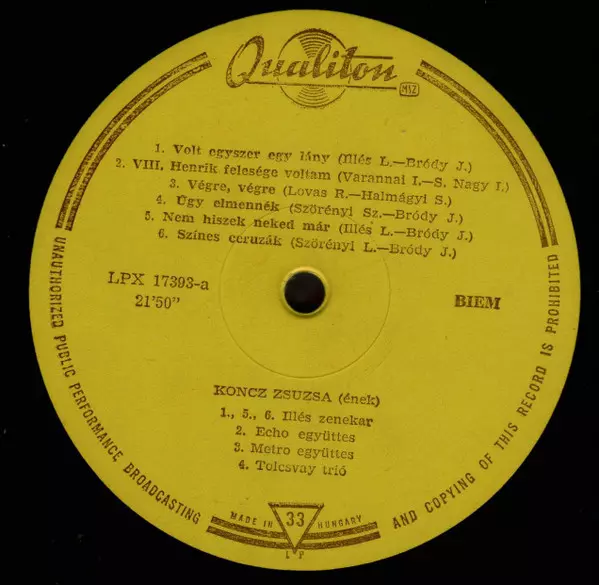 Qualiton
MSZ
1. Volt egyszer egy lány (Illés L.—Bródy J.)
2. VIII, Henrik felesége voltam (Varannai I.—S. Nagy I.)
3. Végre, végre (Lovas R.—Halmágyi S.)
4. Úgy elmennék (Szörényi Sz.—Bródy J.)
5. Nem hiszek neked már (Illés L.—Bródy J.)
6. Színes ceruzák (Szörényi L.—Bródy J.)
LPX 17393-a
21'50"
BIEM
KONCZ ZSUZSA (ének)
1., 5., 6. Illés zenekar
2. Echo együttes
3. Metro együttes
4. Tolcsvay trió
UNAUTHORIZED PUBLIC PERFORMANCE BROADCASTING AND COPYING OF THIS RECORD IS PROHIBITED
MADE IN 33 HUNGARY
LP